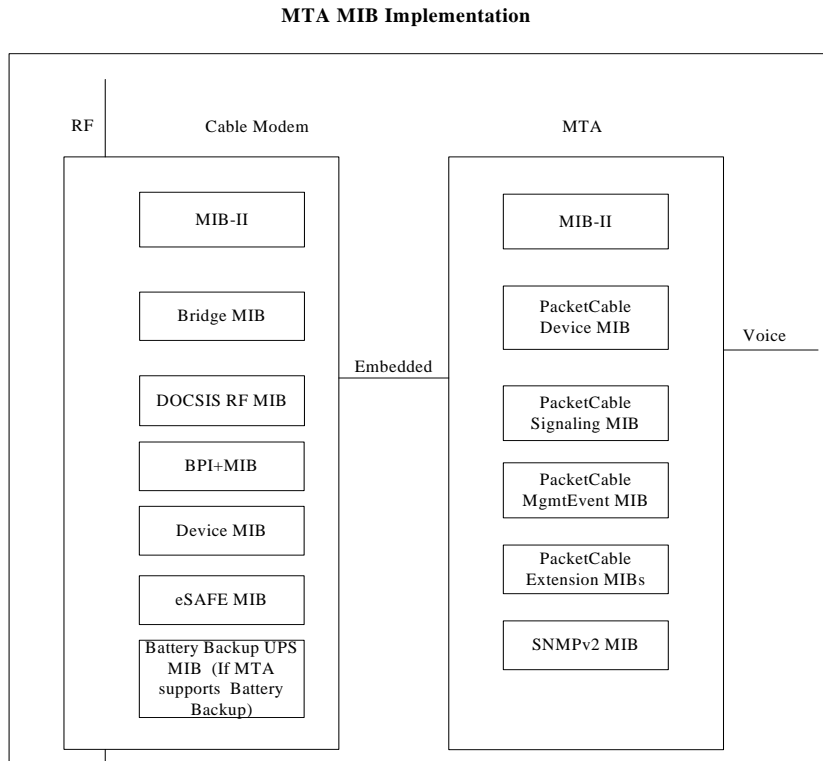 MTA MIB Implementation
RF
Cable Modem
MTA
MIB-II
Bridge MIB
DOCSIS RF MIB
BPI+MIB
Device MIB
eSAFE MIB
Battery Backup UPS
MIB (If MTA
supports Battery
Backup)
Embedded
MIB-II
PacketCable
Device MIB
PacketCable
Signaling MIB
PacketCable
MgmtEvent MIB
PacketCable
Extension MIBs
SNMPv2 MIB
Voice